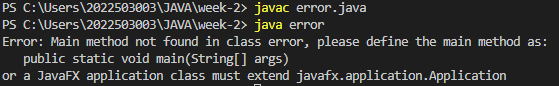 PS C:\Users\2022503003\JAVA\week-2> javac error.java
PS C:\Users\2022503003\JAVA\week-2> java error
Error: Main method not found in class error, please define the main method as:
   public static void main(String[] args)
or a JavaFX application class must extend javafx.application.Application